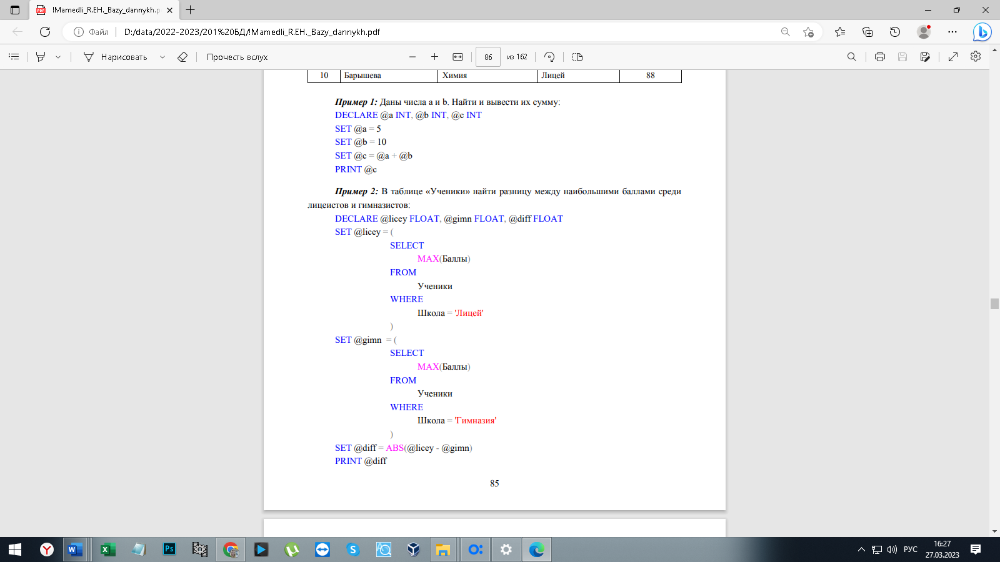 !Mamedli_R.EH._Bazy_dannykh.p
Файл
D:/data/2022-2023/201%20БД/!Mamedli_R.EH._Bazy_dannykh.pdf
Нарисовать
Прочесть вслух
86
из 162
10 Барышева Химия Лицей 88
Пример 1: Даны числа a и b. Найти и вывести их сумму:
DECLARE @a INT, @b INT, @c INT
SET @a = 5
SET @b = 10
SET @c = @a + @b
PRINT @c
Пример 2: В таблице «Ученики» найти разницу между наибольшими баллами среди
лицеистов и гимназистов:
DECLARE @licey FLOAT, @gimn FLOAT, @diff FLOAT
SET @licey = (
SELECT
MAX(Баллы)
FROM
Ученики
WHERE
Школа = 'Лицей'
)
SET @gimn = (
SELECT
MAX(Баллы)
FROM
Ученики
WHERE
Школа = 'Гимназия'
)
SET @diff = ABS(@licey - @gimn)
PRINT @diff
85
РУС
16:27
27.03.2023